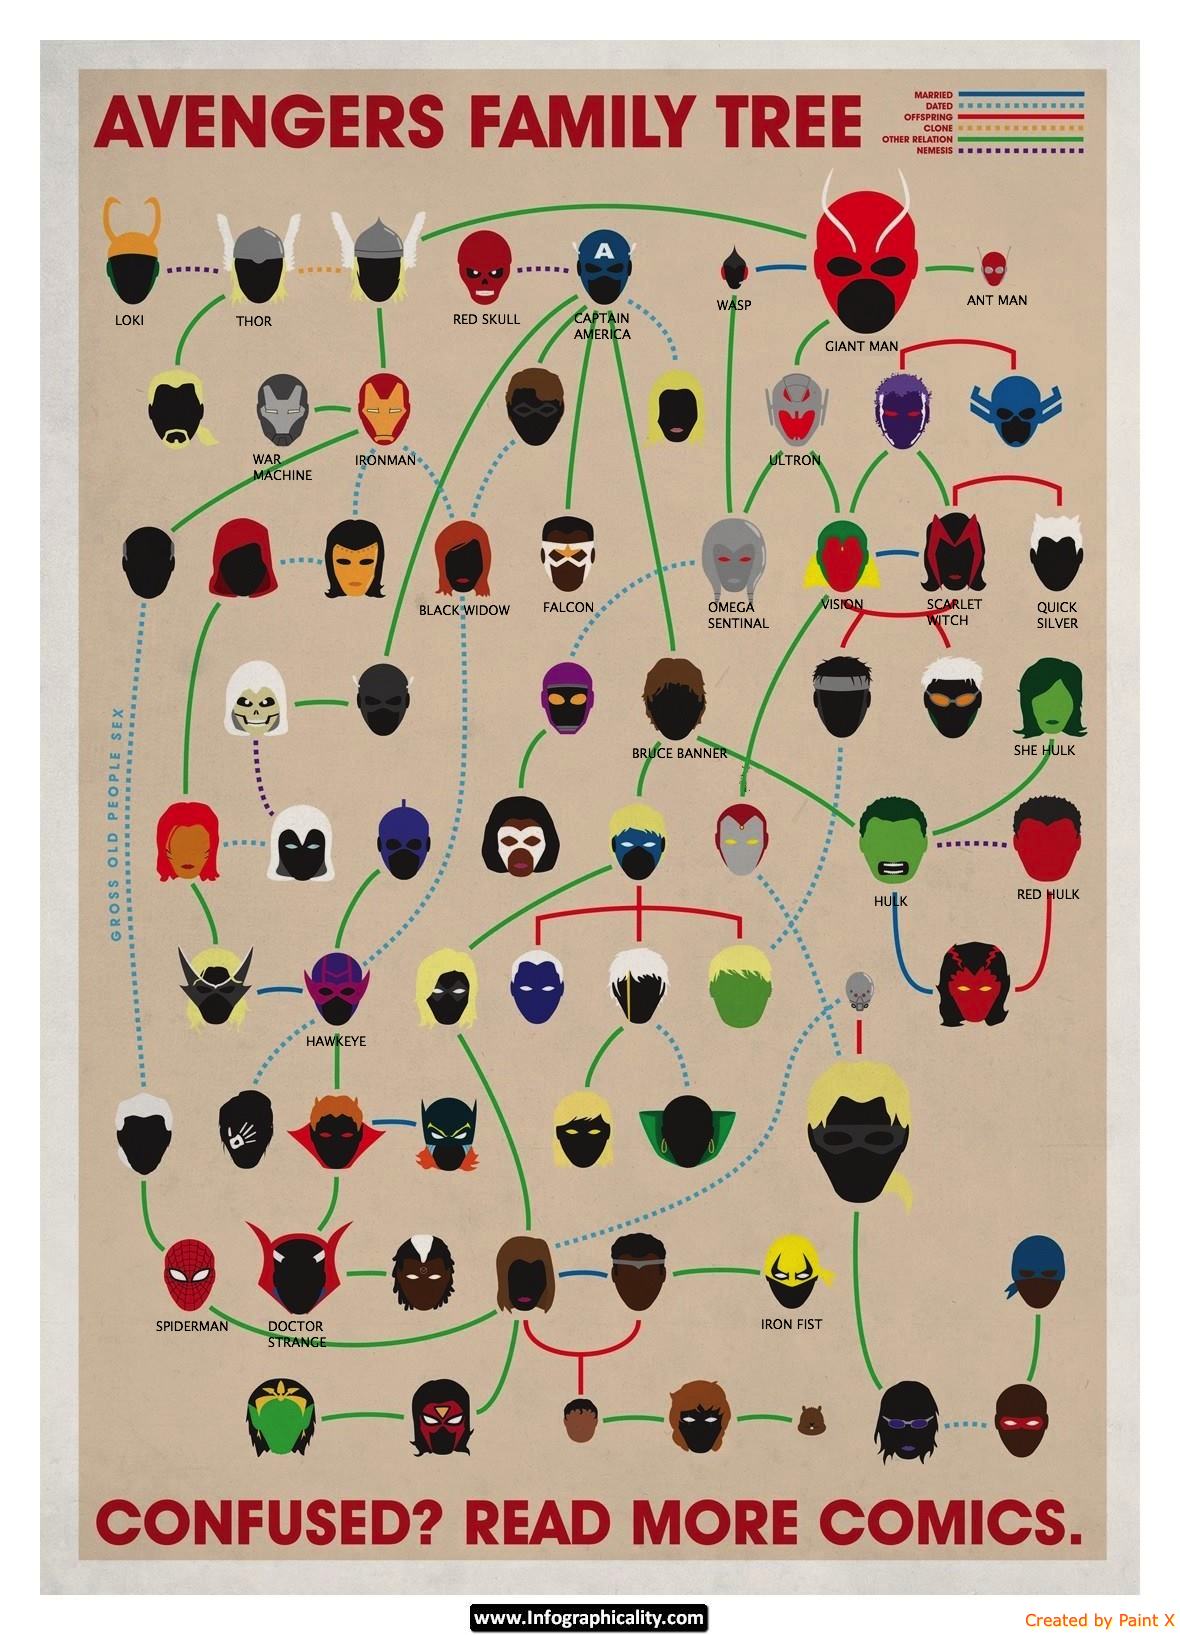 AVENGERS FAMILY TREE
MARRIED
DATED
OFFSPRING
CLONE
OTHER RELATION
NEMESIS
A
LOKI
THOR
RED SKULL
CAPTAIN
AMERICA
WASP
GIANT MAN
ANT MAN
WAR
MACHINE
IRONMAN
ULTRON
BLACK WIDOW
FALCON
OMEGA
SENTINAL
VISION
SCARLET
WITCH
QUICK
SILVER
BRUCE BANNER
SHE HULK
GROSS OLD PEOPLE SEX
HULK
RED HULK
HAWKEYE
SPIDERMAN
DOCTOR
STRANGE
IRON FIST
CONFUSED? READ MORE COMICS.
www.Infographicality.com
Created by Paint X